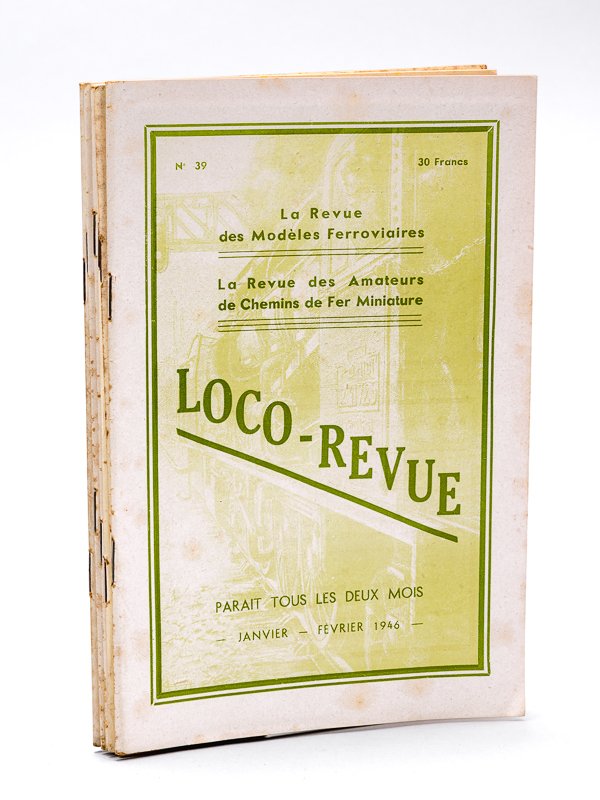 N° 39
30 Francs
La Revue
des Modèles Ferroviaires
La Revue des Amateurs
de Chemins de Fer Miniature
LOCO-REVUE
PARAIT TOUS LES DEUX MOIS
— JANVIER — FÉVRIER 1946 —